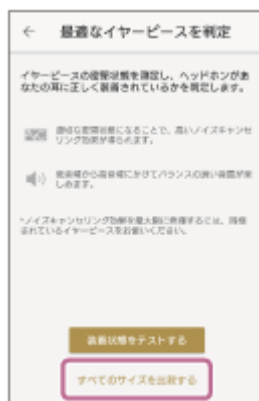 ← 最適なイヤーピースを判定
イヤーピースの密閉状態を測定し、ヘッドホンがあ
なたの耳に正しく装着されているかを判定します。
適切な密閉状態になることで、高いノイズキャンセ
リング効果が得られます。
低音域から高音域にかけてバランスの良い音質が楽
しめます。
*ノイズキャンセリング効果を最大限に発揮するには、同梱
されているイヤーピースをお使いください。
装着状態をテストする
すべてのサイズを比較する